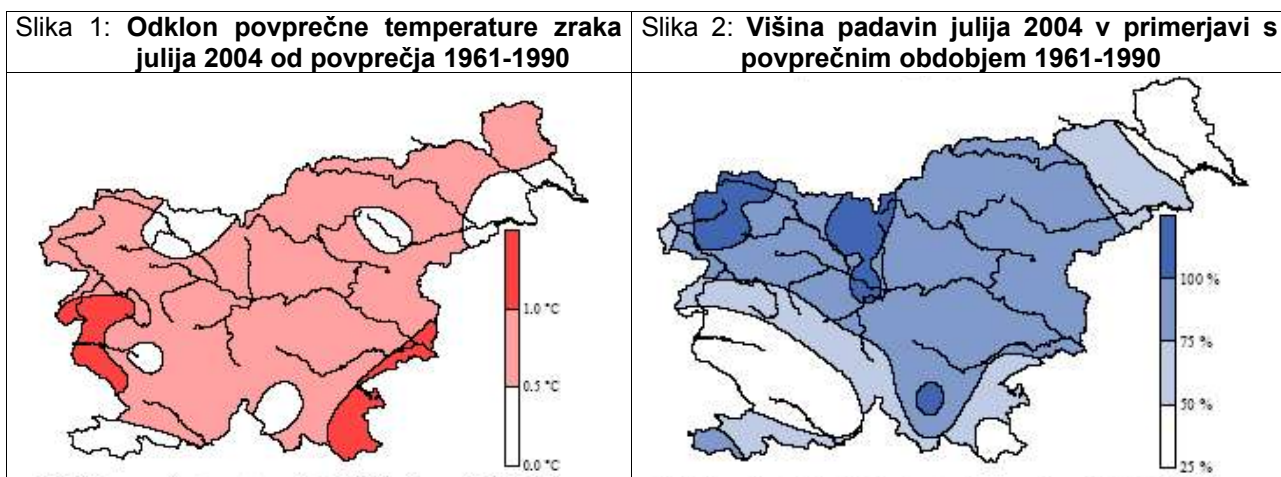 Slika 1: Odklon povprečne temperature zraka
julija 2004 od povprečja 1961-1990
Slika 2: Višina padavin julija 2004 v primerjavi s
povprečnim obdobjem 1961-1990
1.0 °C
0.5 °C
0.0 °C
100 %
75 %
50 %
25 %